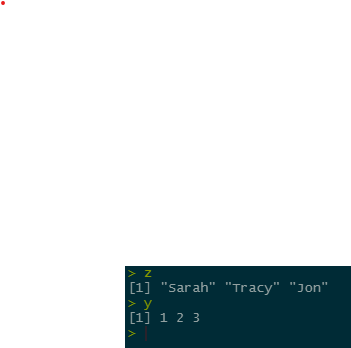 > z
[1] "Sarah" "Tracy" "Jon"
> y
[1] 1 2 3
>